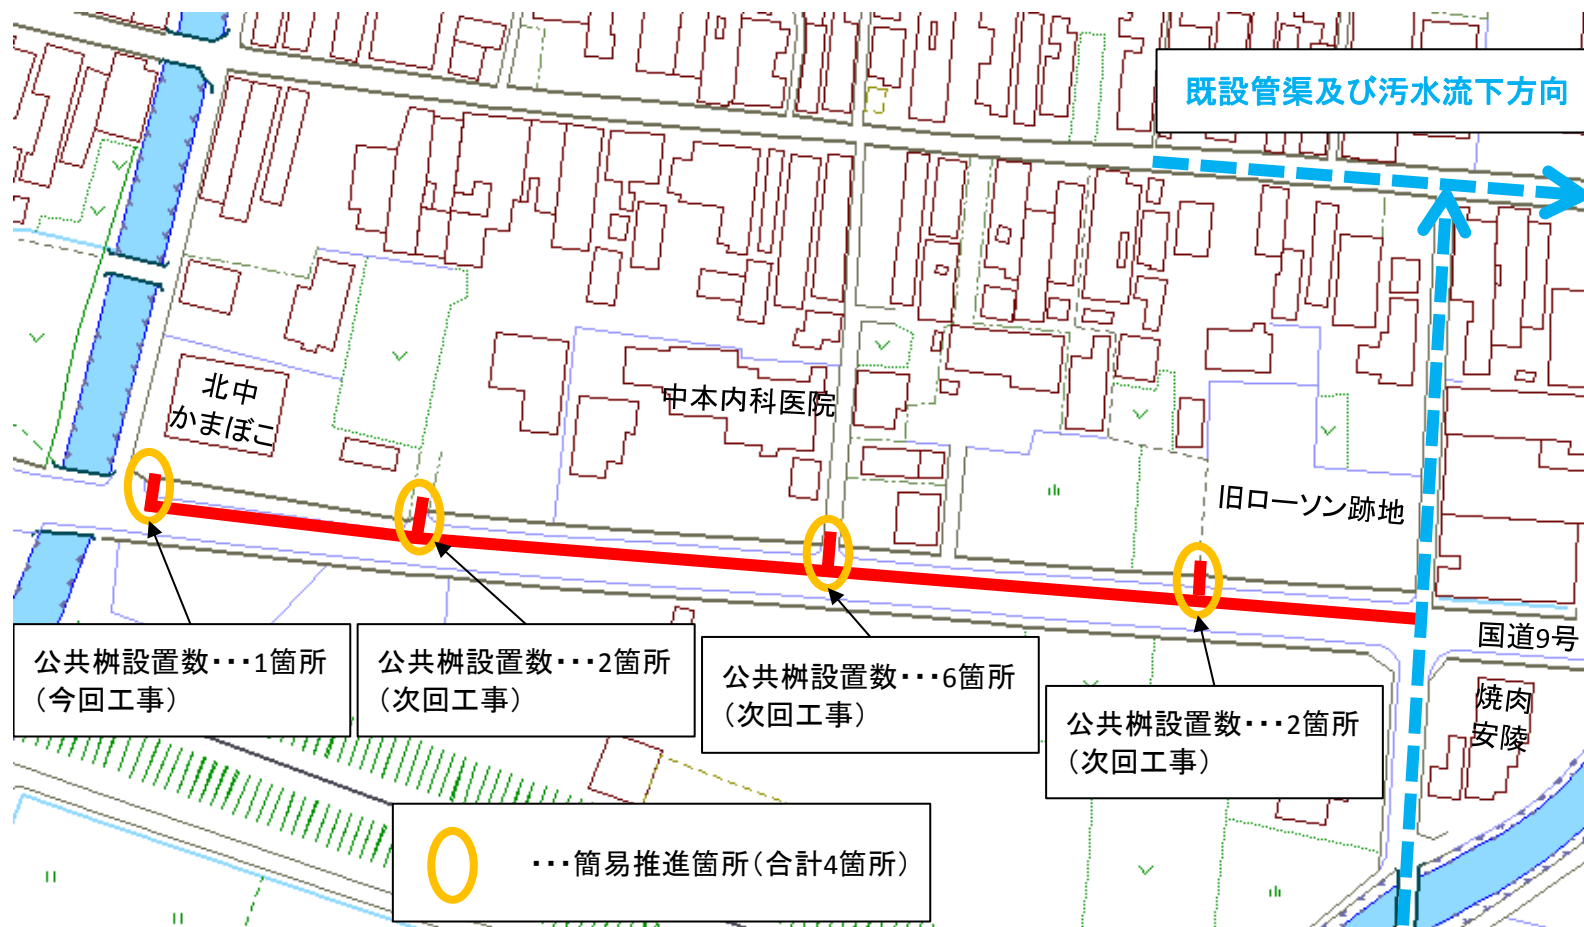 既設管渠及び汚水流下方向
北中
かまぼこ
中本内科医院
旧ローソン跡地
国道9号
公共桝設置数・・・1箇所
（今回工事）
公共桝設置数・・・2箇所
（次回工事）
公共桝設置数・・・6箇所
（次回工事）
公共桝設置数・・・2箇所
（次回工事）
焼肉
安陵
・・・簡易推進箇所（合計4箇所）